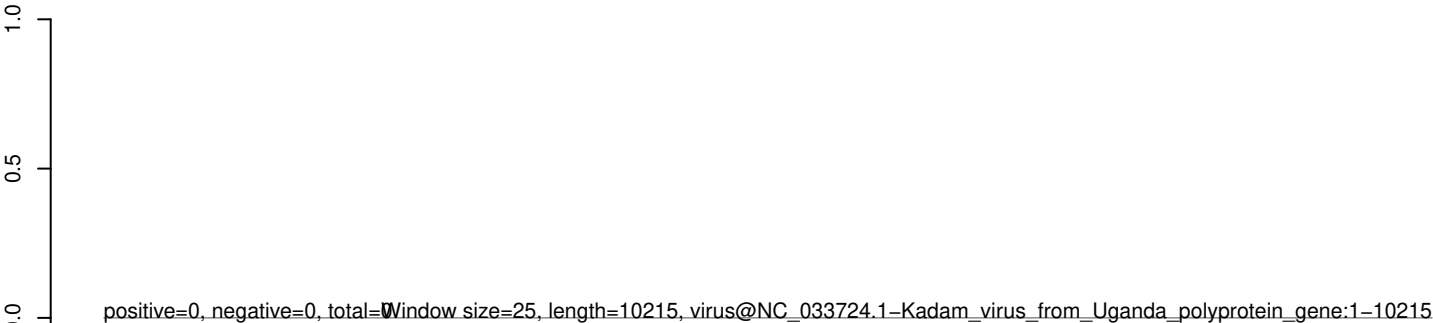 1.0
0.5
0.0
positive=0, negative=0, total=0
Window size=25, length=10215, virus@NC_033724.1−Kadam_virus_from_Uganda_polyprotein_gene:1−10215